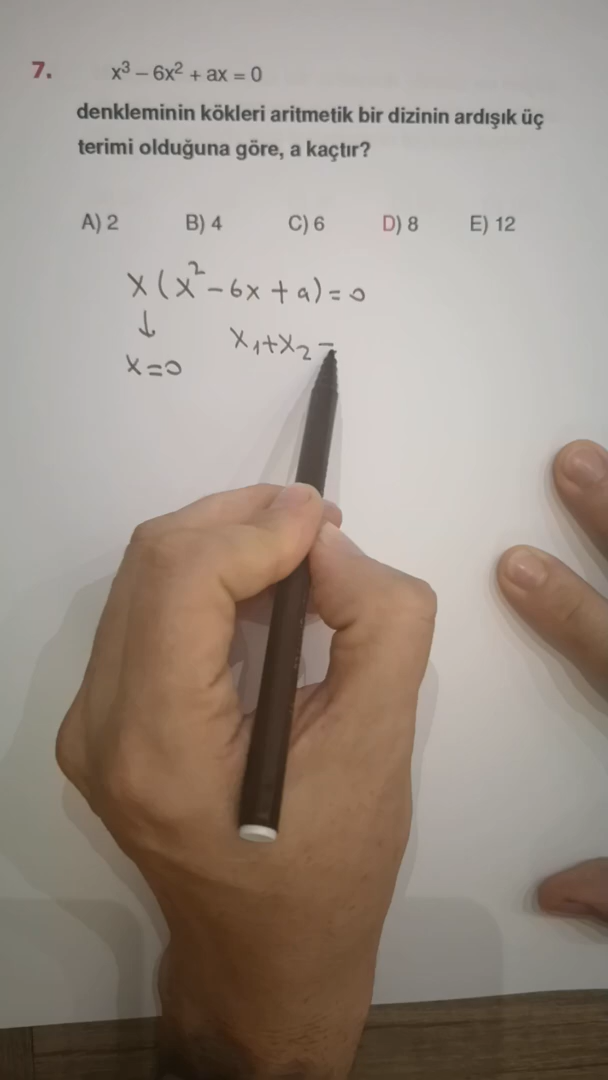 7. x³ – 6x² + ax = 0
denkleminin kökleri aritmetik bir dizinin ardışık üç
terimi olduğuna göre, a kaçtır?
A) 2 B) 4 C) 6 D) 8 E) 12
x(x² - 6x + a) = 0
↓ x₁+x₂ =
x=0